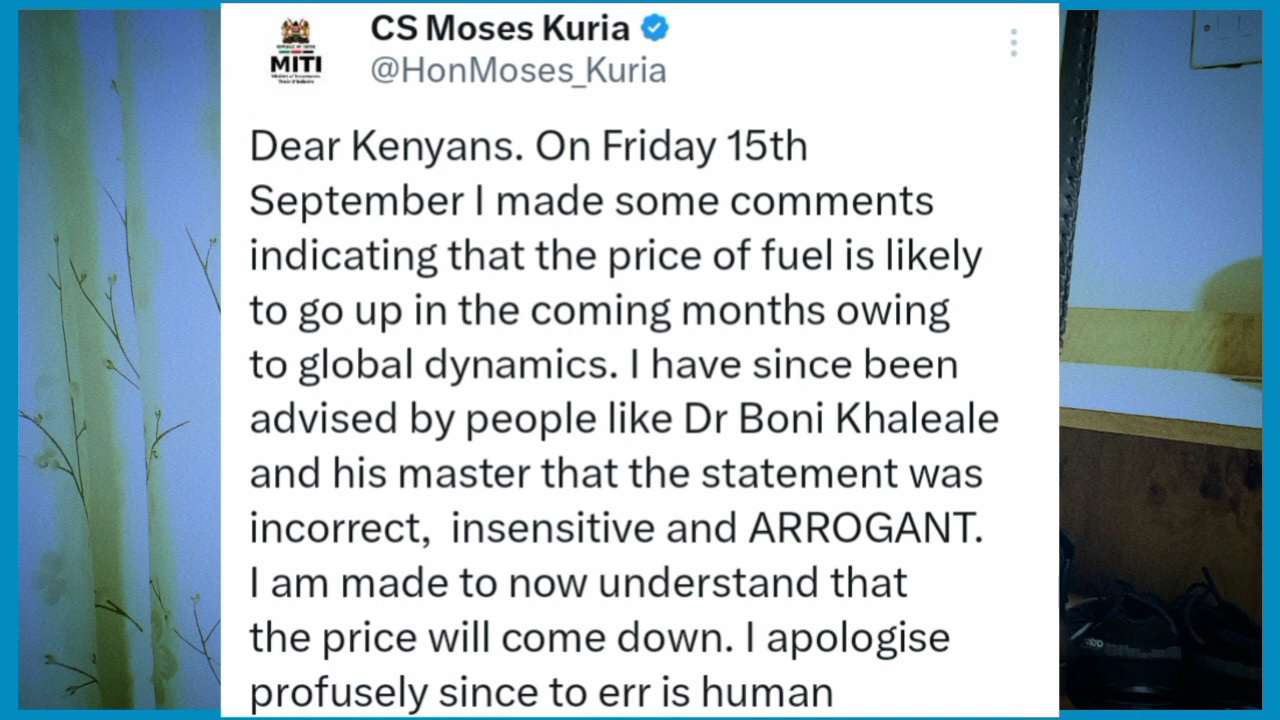 CS Moses Kuria
@HonMoses_Kuria
MITI
Dear Kenyans. On Friday 15th
September I made some comments
indicating that the price of fuel is likely
to go up in the coming months owing
to global dynamics. I have since been
advised by people like Dr Boni Khaleale
and his master that the statement was
incorrect,  insensitive and ARROGANT.
I am made to now understand that
the price will come down. I apologise
profusely since to err is human